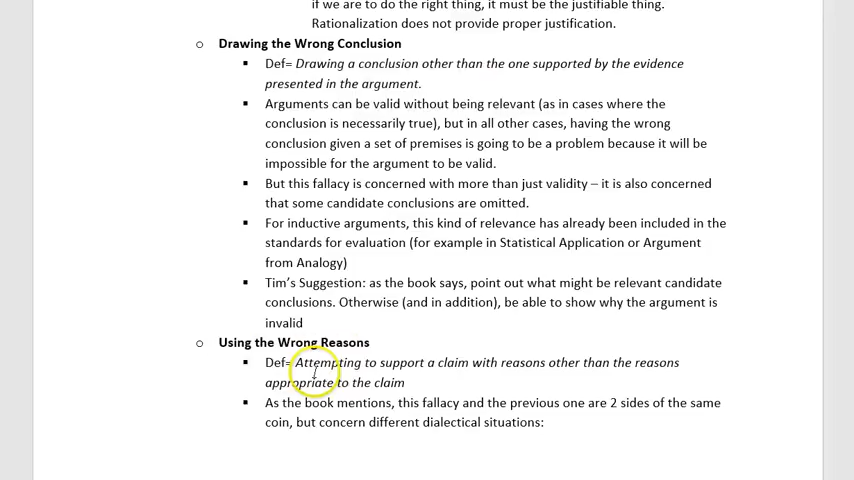 if we are to do the right thing, it must be the justifiable thing.
Rationalization does not provide proper justification.
o Drawing the Wrong Conclusion
▪ Def= Drawing a conclusion other than the one supported by the evidence
presented in the argument.
▪ Arguments can be valid without being relevant (as in cases where the
conclusion is necessarily true), but in all other cases, having the wrong
conclusion given a set of premises is going to be a problem because it will be
impossible for the argument to be valid.
▪ But this fallacy is concerned with more than just validity – it is also concerned
that some candidate conclusions are omitted.
▪ For inductive arguments, this kind of relevance has already been included in the
standards for evaluation (for example in Statistical Application or Argument
from Analogy)
▪ Tim's Suggestion: as the book says, point out what might be relevant candidate
conclusions. Otherwise (and in addition), be able to show why the argument is
invalid
o Using the Wrong Reasons
▪ Def= Attempting to support a claim with reasons other than the reasons
appropriate to the claim
▪ As the book mentions, this fallacy and the previous one are 2 sides of the same
coin, but concern different dialectical situations: